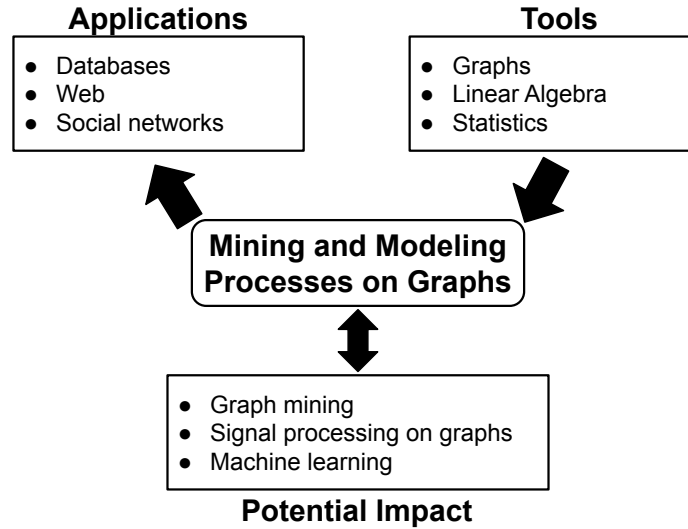 Applications
● Databases
● Web
● Social networks
Tools
● Graphs
● Linear Algebra
● Statistics
Mining and Modeling
Processes on Graphs
● Graph mining
● Signal processing on graphs
● Machine learning
Potential Impact